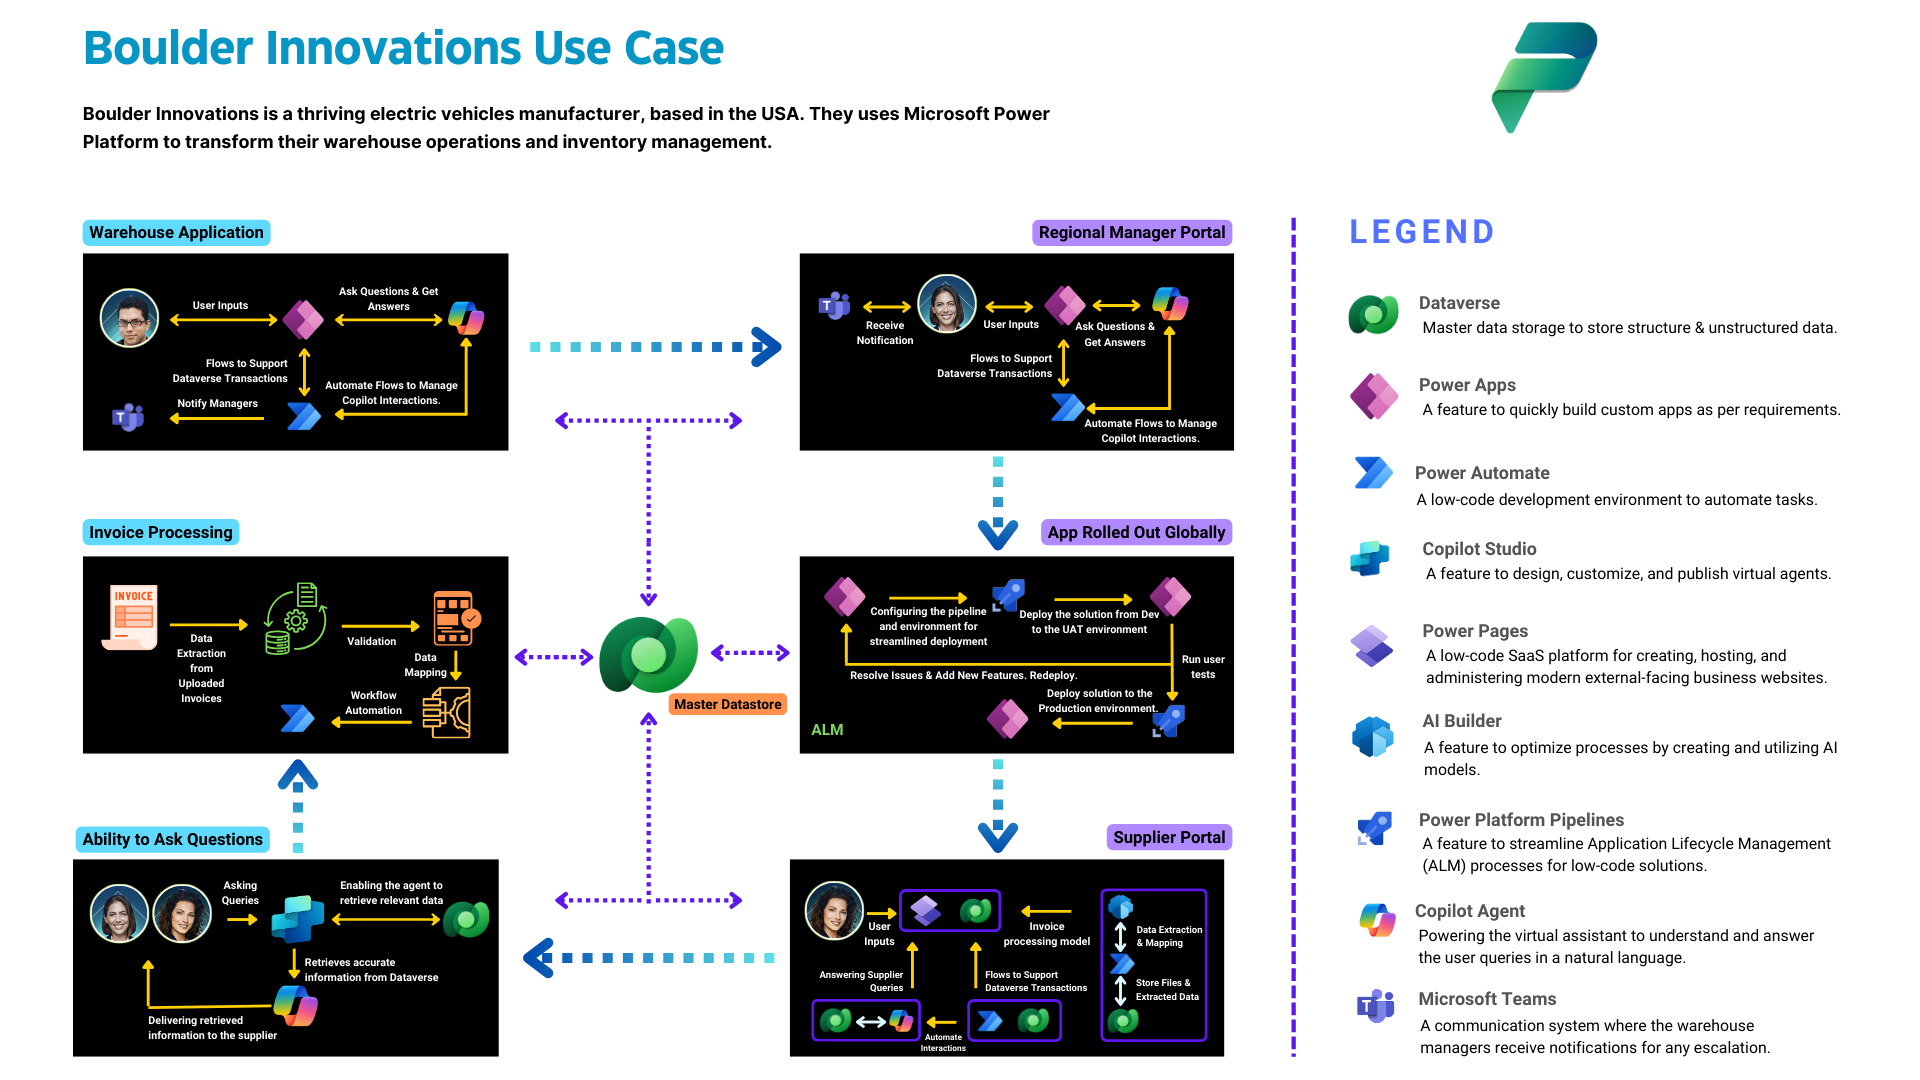 Boulder Innovations Use Case
Boulder Innovations is a thriving electric vehicles manufacturer, based in the USA. They uses Microsoft Power
Platform to transform their warehouse operations and inventory management.
Warehouse Application
User Inputs
Ask Questions & Get
Answers
Flows to Support
Dataverse Transactions
Automate Flows to Manage
Copilot Interactions.
Notify Managers
T
Regional Manager Portal
T
Receive
Notification
User Inputs
Ask Questions &
Get Answers
Flows to Support
Dataverse Transactions
Automate Flows to Manage
Copilot Interactions.
Invoice Processing
INVOICE
Data
Extraction
from
Uploaded
Invoices
Validation
Data
Mapping
Workflow
Automation
Master Datastore
App Rolled Out Globally
Configuring the pipeline
and environment for
streamlined deployment
Deploy the solution from Dev
to the UAT environment
Run user
tests
Resolve Issues & Add New Features. Redeploy.
Deploy solution to the
Production environment.
ALM
Ability to Ask Questions
Asking
Queries
Enabling the agent to
retrieve relevant data
Retrieves accurate
information from Dataverse
Delivering retrieved
information to the supplier
Supplier Portal
User
Inputs
Invoice
processing model
Data Extraction
& Mapping
Store Files &
Extracted Data
Answering Supplier
Queries
Flows to Support
Dataverse Transactions
Automate
Interactions
LEGEND
Dataverse
Master data storage to store structure & unstructured data.
Power Apps
A feature to quickly build custom apps as per requirements.
Power Automate
A low-code development environment to automate tasks.
Copilot Studio
A feature to design, customize, and publish virtual agents.
Power Pages
A low-code SaaS platform for creating, hosting, and
administering modern external-facing business websites.
AI Builder
A feature to optimize processes by creating and utilizing AI
models.
Power Platform Pipelines
A feature to streamline Application Lifecycle Management
(ALM) processes for low-code solutions.
Copilot Agent
Powering the virtual assistant to understand and answer
the user queries in a natural language.
T
Microsoft Teams
A communication system where the warehouse
managers receive notifications for any escalation.